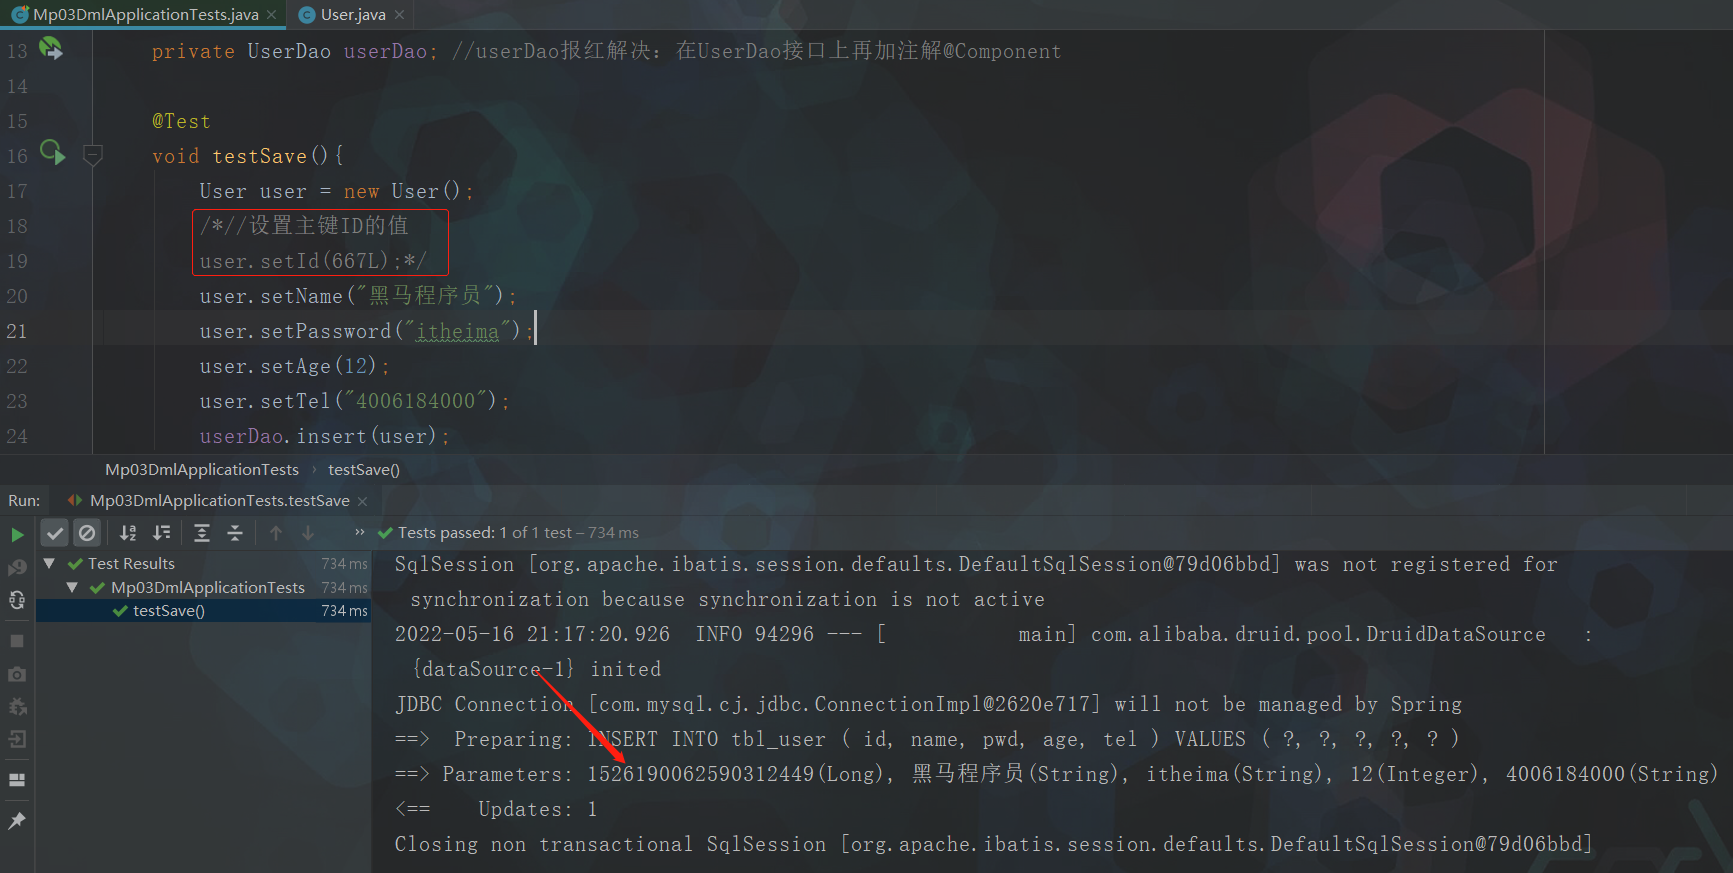 Mp03DmlApplicationTests.java × User.java ×
13 private UserDao userDao; //userDao报红解决：在UserDao接口上再加注解@Component
14
15 @Test
16 void testSave(){
17 User user = new User();
18 /*//设置主键ID的值
19 user.setId(667L);*/
20 user.setName("黑马程序员");
21 user.setPassword("itheima");
22 user.setAge(12);
23 user.setTel("4006184000");
24 userDao.insert(user);
Mp03DmlApplicationTests › testSave()
Run: Mp03DmlApplicationTests.testSave ×
» Tests passed: 1 of 1 test – 734 ms
Test Results 734 ms
Mp03DmlApplicationTests 734 ms
testSave() 734 ms
SqlSession [org.apache.ibatis.session.defaults.DefaultSqlSession@79d06bbd] was not registered for
synchronization because synchronization is not active
2022-05-16 21:17:20.926  INFO 94296 --- [           main] com.alibaba.druid.pool.DruidDataSource   :
{dataSource-1} inited
JDBC Connection [com.mysql.cj.jdbc.ConnectionImpl@2620e717] will not be managed by Spring
==>  Preparing: INSERT INTO tbl_user ( id, name, pwd, age, tel ) VALUES ( ?, ?, ?, ?, ? )
==> Parameters: 1526190062590312449(Long), 黑马程序员(String), itheima(String), 12(Integer), 4006184000(String)
<==    Updates: 1
Closing non transactional SqlSession [org.apache.ibatis.session.defaults.DefaultSqlSession@79d06bbd]